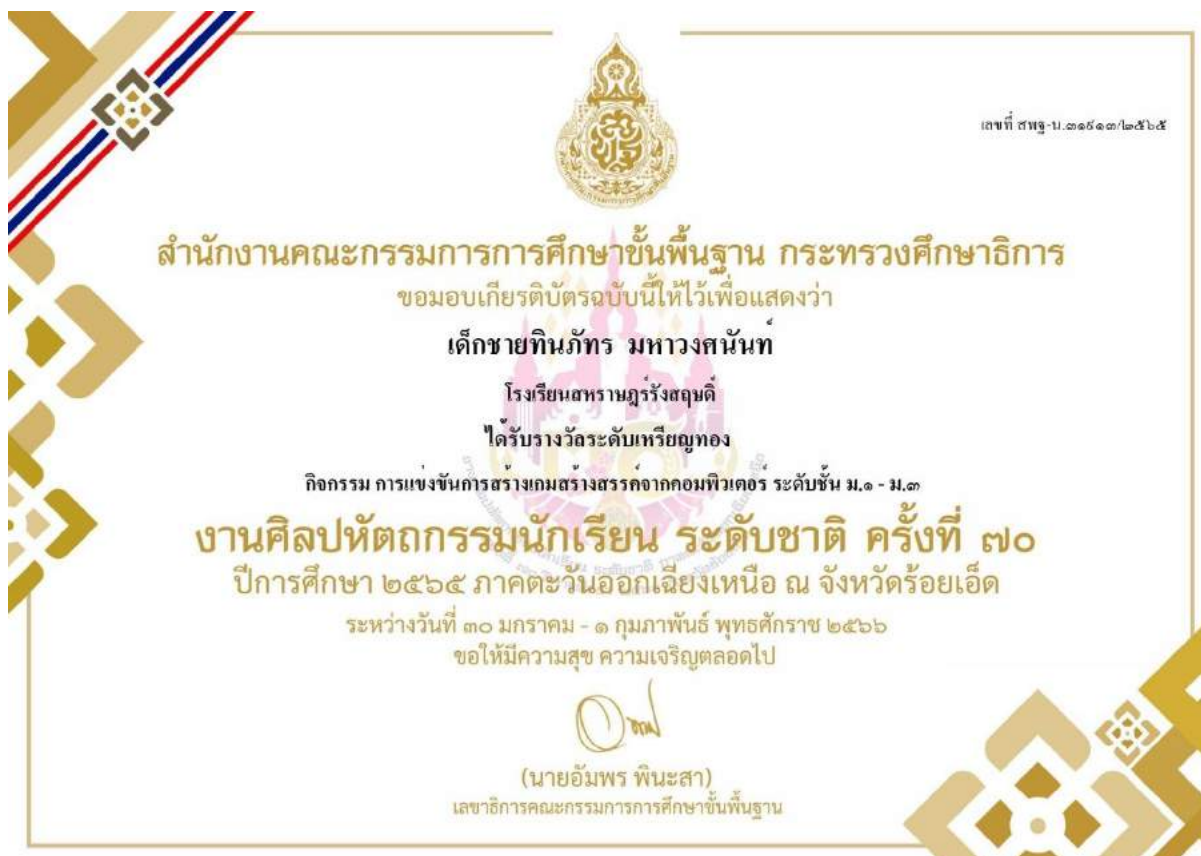 เลขที่ สพฐ-น.๓๑๙๑๓/๒๕๖๕
สำนักงานคณะกรรมการการศึกษาขั้นพื้นฐาน กระทรวงศึกษาธิการ
ขอมอบเกียรติบัตรฉบับนี้ให้ไว้เพื่อแสดงว่า
เด็กชายทินภัทร มหาวงศนันท์
โรงเรียนสหราษฎร์รังสฤษดิ์
ได้รับรางวัลระดับเหรียญทอง
กิจกรรม การแข่งขันการสร้างเกมสร้างสรรค์จากคอมพิวเตอร์ ระดับชั้น ม.๑ - ม.๓
งานศิลปหัตถกรรมนักเรียน ระดับชาติ ครั้งที่ ๗๐
ปีการศึกษา ๒๕๖๕ ภาคตะวันออกเฉียงเหนือ ณ จังหวัดร้อยเอ็ด
ระหว่างวันที่ ๓๐ มกราคม - ๑ กุมภาพันธ์ พุทธศักราช ๒๕๖๖
ขอให้มีความสุข ความเจริญตลอดไป
(นายอัมพร พินะสา)
เลขาธิการคณะกรรมการการศึกษาขั้นพื้นฐาน